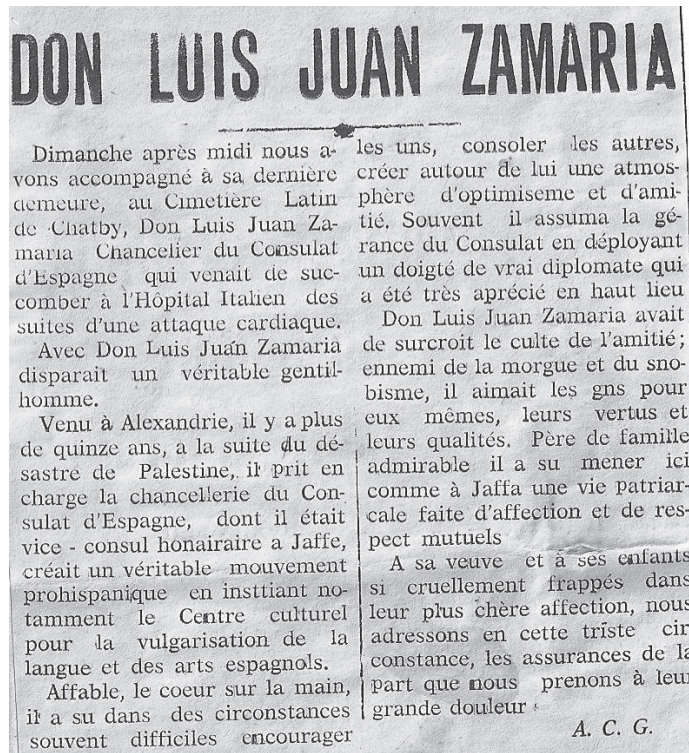 DON LUIS JUAN ZAMARIA
Dimanche après midi nous a-
vons accompagné à sa dernière
demeure, au Cimetière Latin
de Chatby, Don Luis Juan Za-
maria Chancelier du Consulat
d'Espagne qui venait de suc-
comber à l'Hôpital Italien des
suites d'une attaque cardiaque.
Avec Don Luis Juan Zamaria
disparait un véritable gentil-
homme.
Venu à Alexandrie, il y a plus
de quinze ans, a la suite du dé-
sastre de Palestine, il prit en
charge la chancellerie du Con-
sulat d'Espagne, dont il était
vice - consul honairaire a Jaffe,
créait un véritable mouvement
prohispanique en insttiant no-
tamment le Centre culturel
pour la vulgarisation de la
langue et des arts espagnols.
Affable, le coeur sur la main,
il a su dans des circonstances
souvent difficiles encourager
les uns, consoler les autres,
créer autour de lui une atmos-
phère d'optimiseme et d'ami-
tié. Souvent il assuma la gé-
rance du Consulat en déployant
un doigté de vrai diplomate qui
a été très aprécié en haut lieu
Don Luis Juan Zamaria avait
de surcroit le culte de l'amitié ;
ennemi de la morgue et du sno-
bisme, il aimait les gns pour
eux mêmes, leurs vertus et
leurs qualités. Père de famille
admirable il a su mener ici
comme à Jaffa une vie patriar-
cale faite d'affection et de res-
pect mutuels
A sa veuve et à ses enfants
si cruellement frappés dans
leur plus chère affection, nous
adressons en cette triste cir
constance, les assurances de la
part que nous prenons à leur
grande douleur
A. C. G.